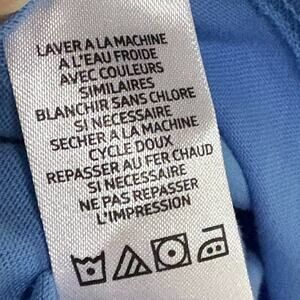 LAVER A LA MACHINE
A L'EAU FROIDE
AVEC COULEURS
SIMILAIRES
BLANCHIR SANS CHLORE
SI NECESSAIRE
SECHER A LA MACHINE
CYCLE DOUX
REPASSER AU FER CHAUD
SI NECESSAIRE
NE PAS REPASSER
L'IMPRESSION